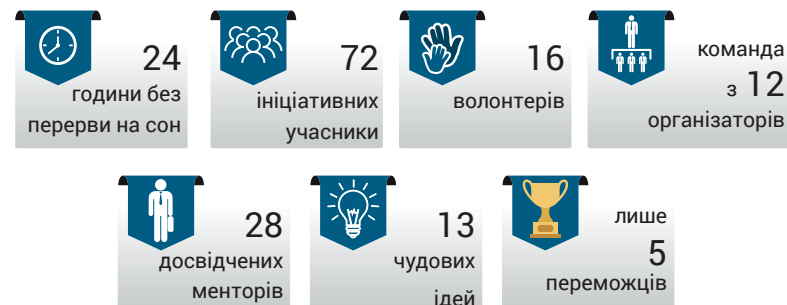 24
години без
перерви на сон
72
ініціативних
учасники
16
волонтерів
команда
з 12
організаторів
28
досвідчених
менторів
13
чудових
ідей
лише
5
переможців